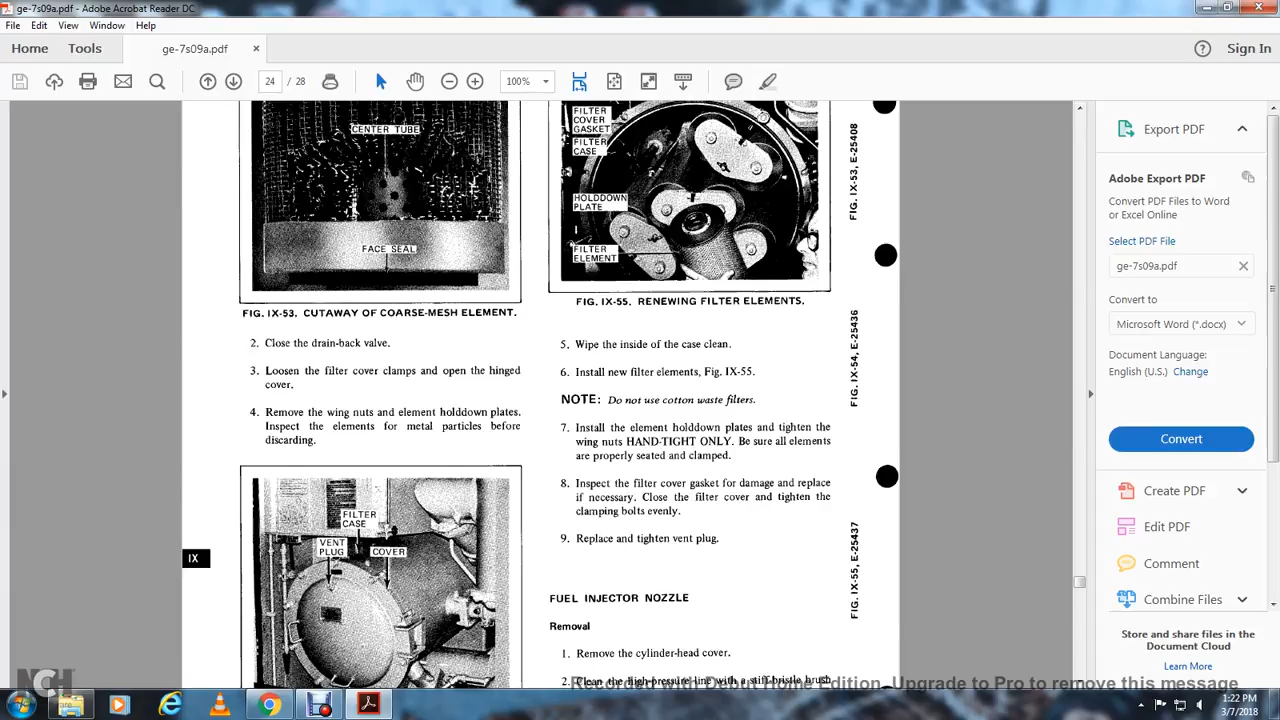 ge-7s09a.pdf - Adobe Acrobat Reader DC
File Edit View Window Help
Home Tools ge-7s09a.pdf × Sign In
24 / 28 100%
FILTER COVER GASKET
FILTER CASE
HOLDDOWN PLATE
FILTER ELEMENT
CENTER TUBE
FACE SEAL
FIG. IX-53. CUTAWAY OF COARSE-MESH ELEMENT.
2. Close the drain-back valve.
3. Loosen the filter cover clamps and open the hinged
cover.
4. Remove the wing nuts and element holddown plates.
Inspect the elements for metal particles before
discarding.
FILTER CASE
VENT PLUG
COVER
IX
FIG. IX-55. RENEWING FILTER ELEMENTS.
5. Wipe the inside of the case clean.
6. Install new filter elements, Fig. IX-55.
NOTE: Do not use cotton waste filters.
7. Install the element holddown plates and tighten the
wing nuts HAND-TIGHT ONLY. Be sure all elements
are properly seated and clamped.
8. Inspect the filter cover gasket for damage and replace
if necessary. Close the filter cover and tighten the
clamping bolts evenly.
9. Replace and tighten vent plug.
FUEL INJECTOR NOZZLE
Removal
1. Remove the cylinder-head cover.
2. Clean the high-pressure line with a stiff bristle brush
FIG. IX-53, E-25408
FIG. IX-54, E-25436
FIG. IX-55, E-25437
Export PDF
Adobe Export PDF
Convert PDF Files to Word
or Excel Online
Select PDF File
ge-7s09a.pdf
Convert to
Microsoft Word (*.docx)
Document Language:
English (U.S.) Change
Convert
Create PDF
Edit PDF
Comment
Combine Files
Store and share files in the
Document Cloud
Learn More
NCH
1:22 PM
3/7/2018